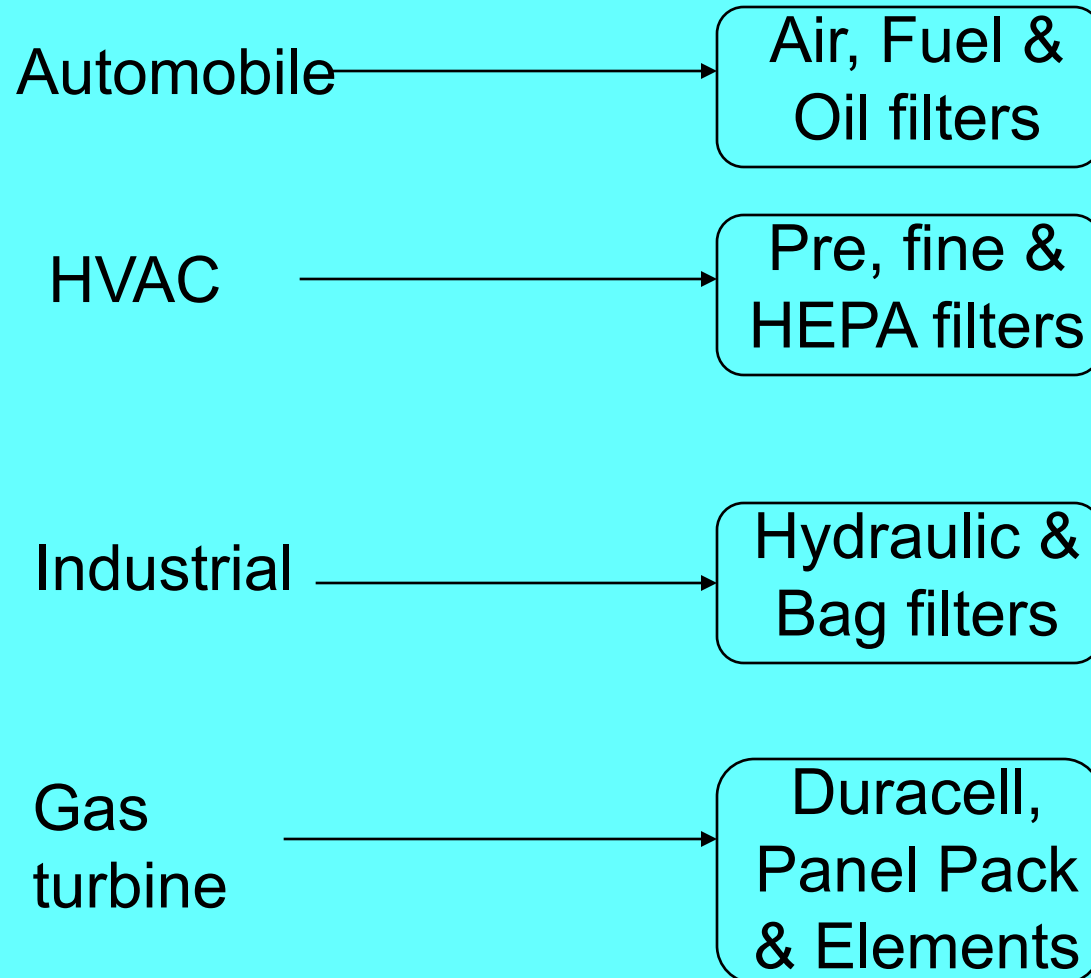 Automobile
Air, Fuel &
Oil filters
HVAC
Pre, fine &
HEPA filters
Industrial
Hydraulic &
Bag filters
Gas
turbine
Duracell,
Panel Pack
& Elements